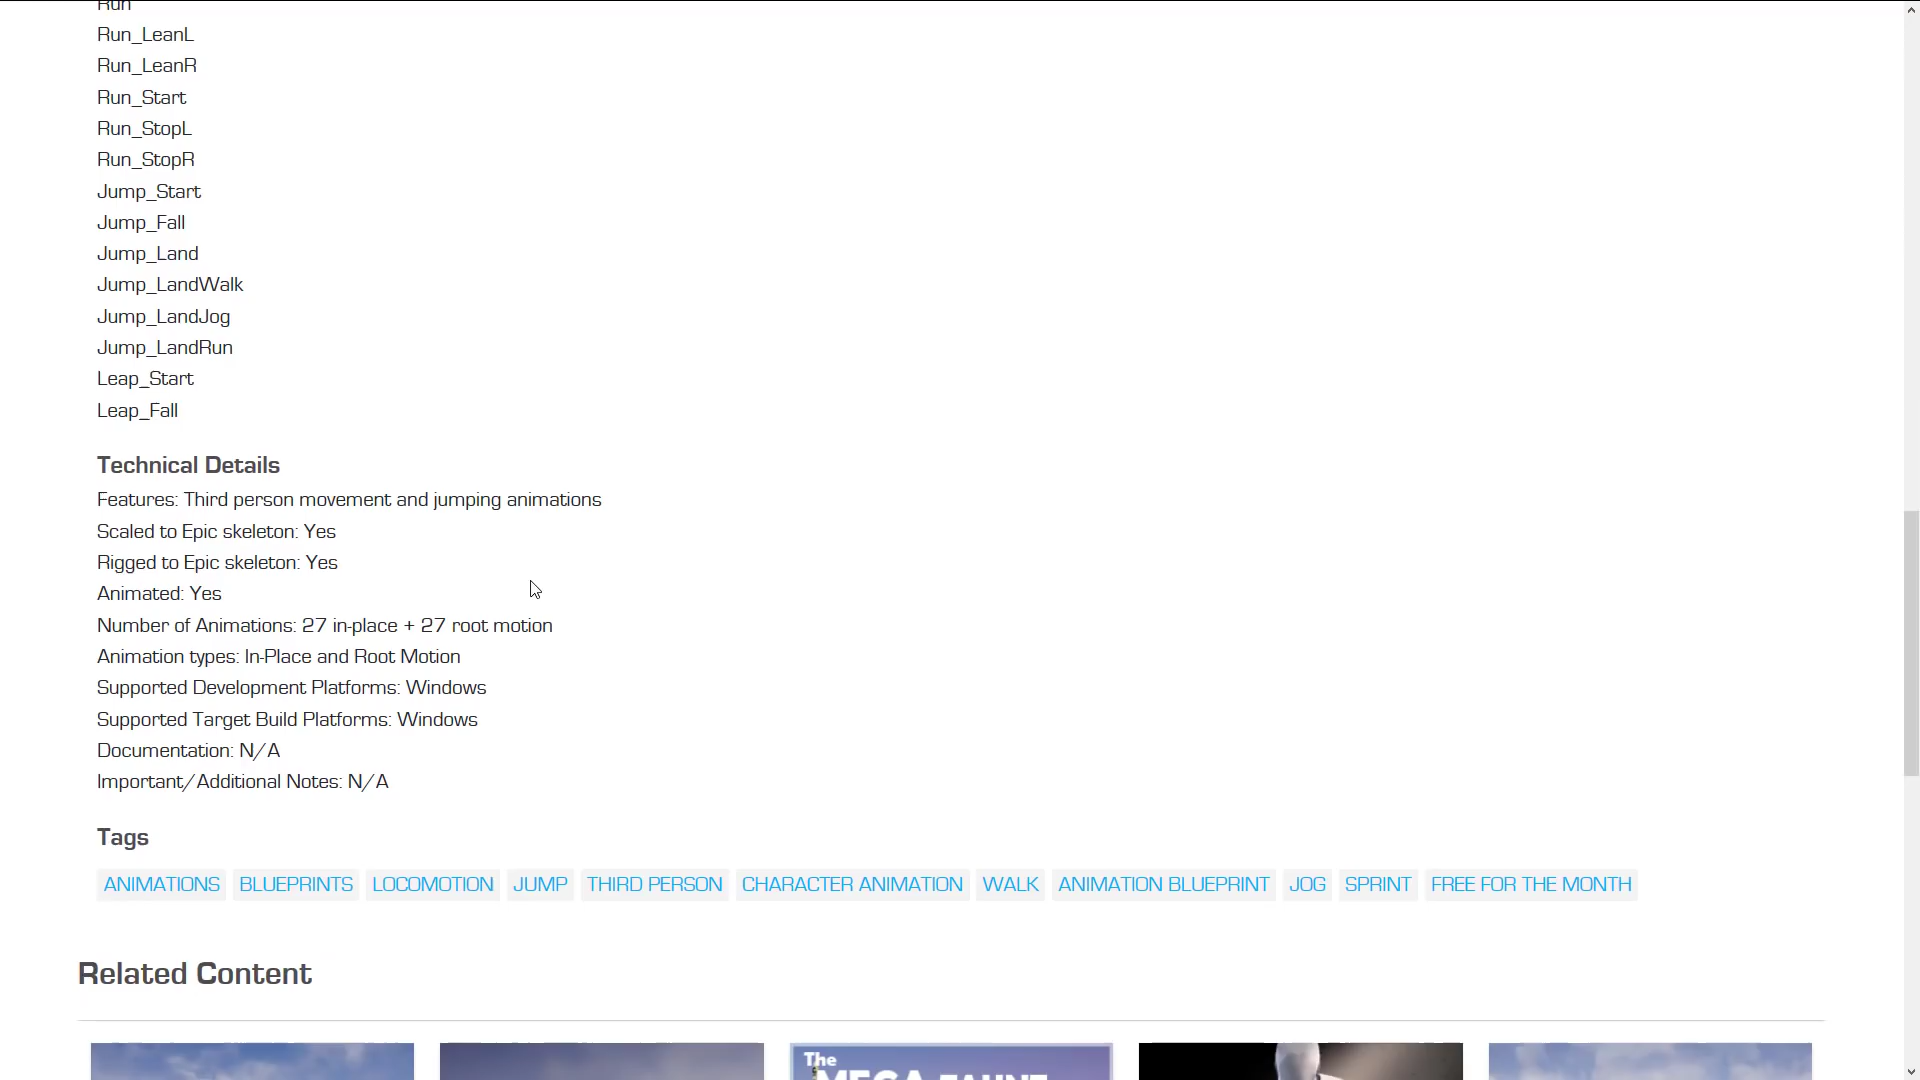 Run
Run_LeanL
Run_LeanR
Run_Start
Run_StopL
Run_StopR
Jump_Start
Jump_Fall
Jump_Land
Jump_LandWalk
Jump_LandJog
Jump_LandRun
Leap_Start
Leap_Fall
Technical Details
Features: Third person movement and jumping animations
Scaled to Epic skeleton: Yes
Rigged to Epic skeleton: Yes
Animated: Yes
Number of Animations: 27 in-place + 27 root motion
Animation types: In-Place and Root Motion
Supported Development Platforms: Windows
Supported Target Build Platforms: Windows
Documentation: N/A
Important/Additional Notes: N/A
Tags
ANIMATIONS BLUEPRINTS LOCOMOTION JUMP THIRD PERSON CHARACTER ANIMATION WALK ANIMATION BLUEPRINT JOG SPRINT FREE FOR THE MONTH
Related Content
The
MEGA